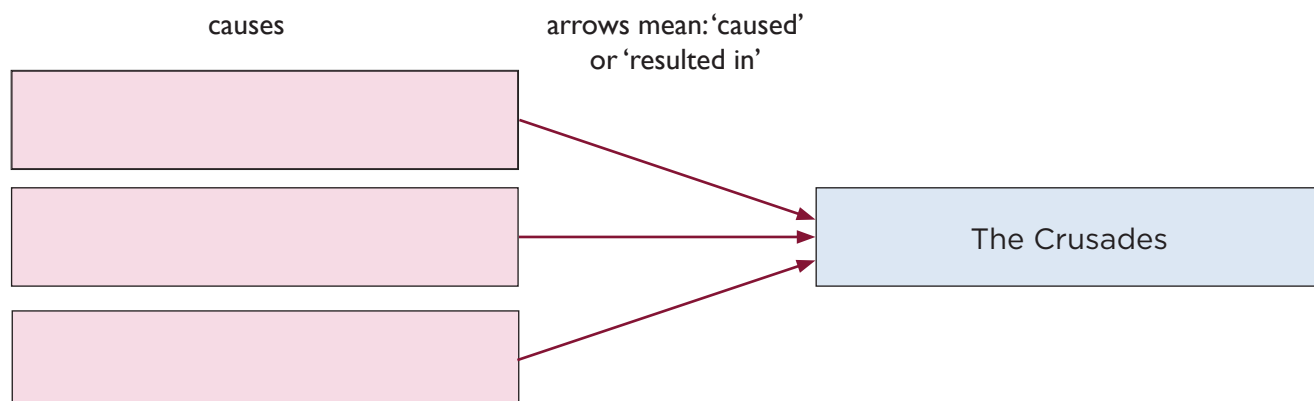 causes
arrows mean: ‘caused’
or ‘resulted in’
The Crusades